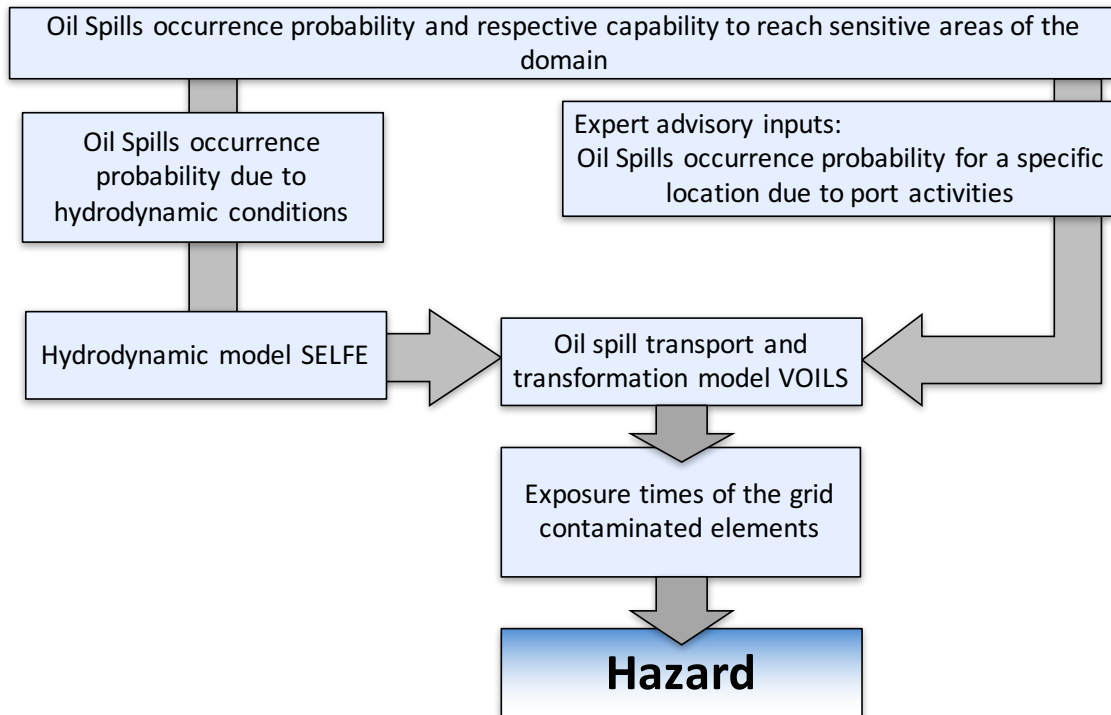 Oil Spills occurrence probability and respective capability to reach sensitive areas of the
domain
Oil Spills occurrence
probability due to
hydrodynamic conditions
Expert advisory inputs:
Oil Spills occurrence probability for a specific
location due to port activities
Hydrodynamic model SELFE
Oil spill transport and
transformation model VOILS
Exposure times of the grid
contaminated elements
Hazard